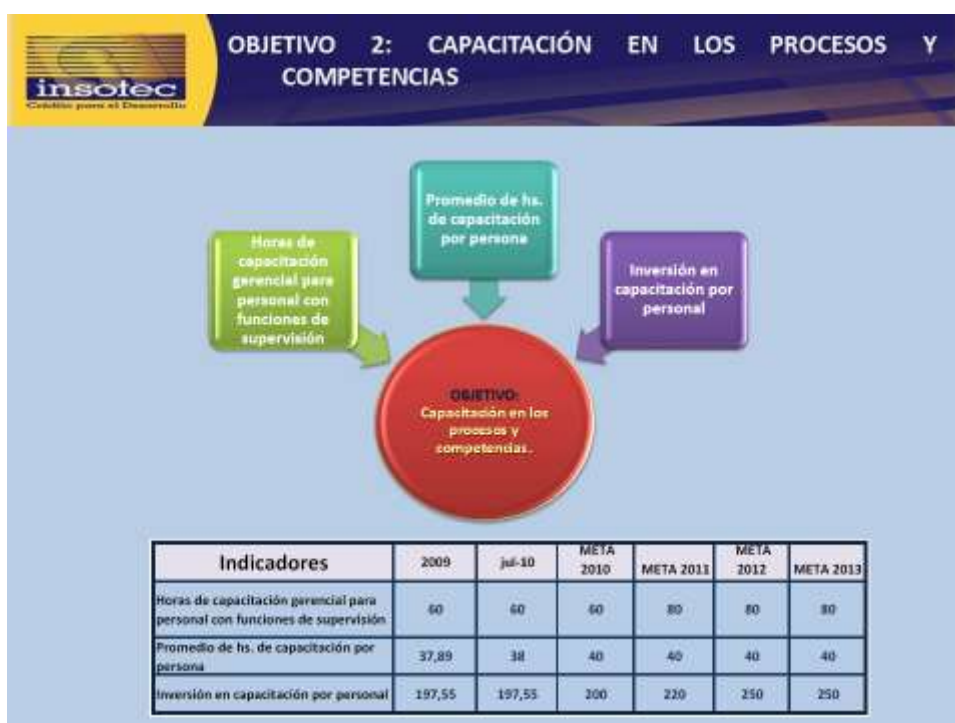 OBJETIVO 2: CAPACITACIÓN EN LOS PROCESOS Y
COMPETENCIAS
insotec
Crédito para el Desarrollo
Promedio de hs.
de capacitación
por persona
Horas de
capacitación
gerencial para
personal con
funciones de
supervisión
Inversión en
capacitación por
personal
OBJETIVO:
Capacitación en los
procesos y
competencias.
Indicadores 2009 jul-10 META 2010 META 2011 META 2012 META 2013
Horas de capacitación gerencial para
personal con funciones de supervisión 60 60 60 80 80 80
Promedio de hs. de capacitación por
persona 37,89 38 40 40 40 40
Inversión en capacitación por personal 197,55 197,55 200 220 250 250